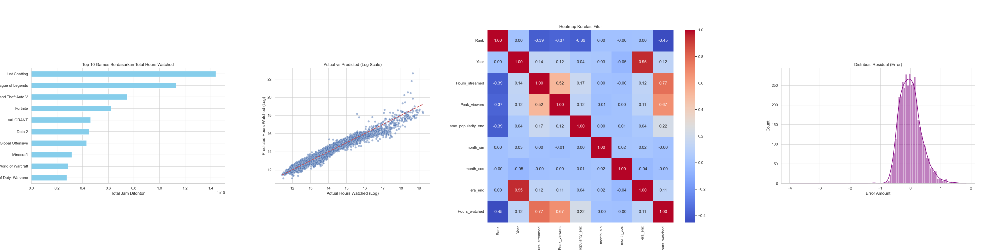 Top 10 Games Berdasarkan Total Hours Watched
Just Chatting
ague of Legends
and Theft Auto V
Fortnite
VALORANT
Dota 2
Global Offensive
Minecraft
World of Warcraft
of Duty: Warzone
0.0 0.2 0.4 0.6 0.8 1.0 1.2 1.4
1e10
Total Jam Ditonton
Actual vs Predicted (Log Scale)
Predicted Hours Watched (Log)
22
20
18
16
14
12
12 13 14 15 16 17 18 19
Actual Hours Watched (Log)
Heatmap Korelasi Fitur
Rank 1.00 0.00 -0.39 -0.37 -0.39 0.00 -0.00 0.00 -0.45
Year 0.00 1.00 0.14 0.12 0.04 0.03 -0.05 0.95 0.12
Hours_streamed -0.39 0.14 1.00 0.52 0.17 0.00 -0.00 0.12 0.77
Peak_viewers -0.37 0.12 0.52 1.00 0.12 -0.01 0.00 0.11 0.67
ame_popularity_enc -0.39 0.04 0.17 0.12 1.00 0.00 0.01 0.04 0.22
month_sin 0.00 0.03 0.00 -0.01 0.00 1.00 0.02 0.02 -0.00
month_cos -0.00 -0.05 -0.00 0.00 0.01 0.02 1.00 -0.04 -0.00
era_enc 0.00 0.95 0.12 0.11 0.04 0.02 -0.04 1.00 0.11
Hours_watched -0.45 0.12 0.77 0.67 0.22 -0.00 -0.00 0.11 1.00
Rank
Year
urs_streamed
Peak_viewers
opularity_enc
month_sin
month_cos
era_enc
ours_watched
1.0
0.8
0.6
0.4
0.2
0.0
−0.2
−0.4
Distribusi Residual (Error)
Count
250
200
150
100
50
0
−4 −3 −2 −1 0 1 2
Error Amount